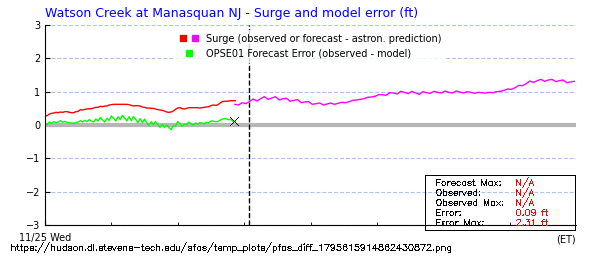 Watson Creek at Manasquan NJ - Surge and model error (ft)
Surge (observed or forecast - astron. prediction)
OPSE01 Forecast Error (observed - model)
3
2
1
0
−1
−2
−3
Forecast Max: N/A
Observed: N/A
Observed Max: N/A
Error: 0.09 ft
Error Max: 2.31 ft
11/25 Wed
(ET)
https://hudson.dl.stevens-tech.edu/sfas/temp_plots/pfas_diff_1795615914862430872.png